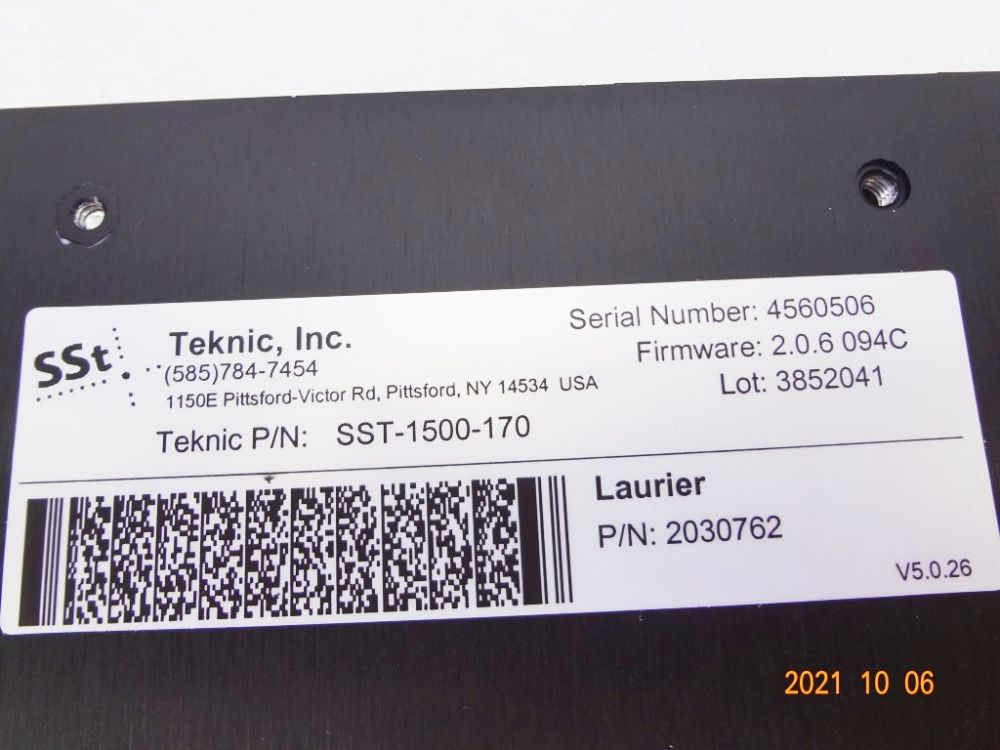 SSt
Teknic, Inc.
(585)784-7454
1150E Pittsford-Victor Rd, Pittsford, NY 14534 USA
Teknic P/N: SST-1500-170
Serial Number: 4560506
Firmware: 2.0.6 094C
Lot: 3852041
Laurier
P/N: 2030762
V5.0.26
2021 10 06